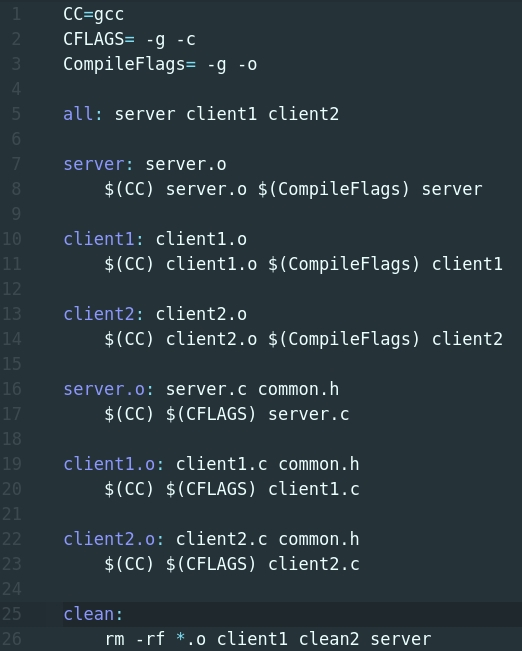 1 CC=gcc
2 CFLAGS= -g -c
3 CompileFlags= -g -o
4
5 all: server client1 client2
6
7 server: server.o
8 $(CC) server.o $(CompileFlags) server
9
10 client1: client1.o
11 $(CC) client1.o $(CompileFlags) client1
12
13 client2: client2.o
14 $(CC) client2.o $(CompileFlags) client2
15
16 server.o: server.c common.h
17 $(CC) $(CFLAGS) server.c
18
19 client1.o: client1.c common.h
20 $(CC) $(CFLAGS) client1.c
21
22 client2.o: client2.c common.h
23 $(CC) $(CFLAGS) client2.c
24
25 clean:
26 rm -rf *.o client1 clean2 server